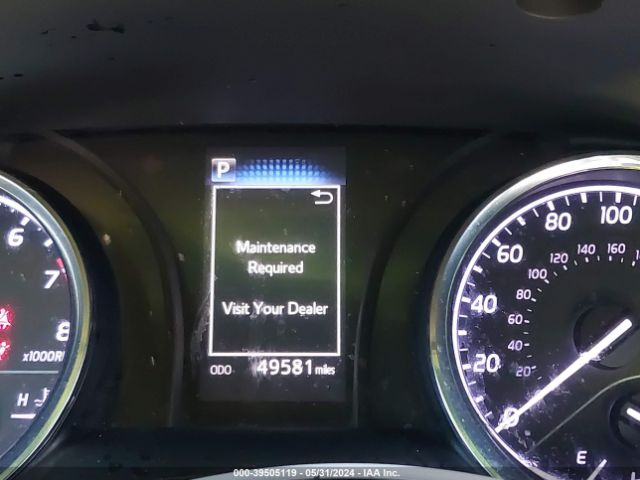 P
Maintenance
Required
Visit Your Dealer
ODO 49581 miles
6
7
8
x1000R
H
100
80
60
40
20
0
160
140
120
100
80
60
40
20
E
000-39505119 - 05/31/2024 - IAA Inc.